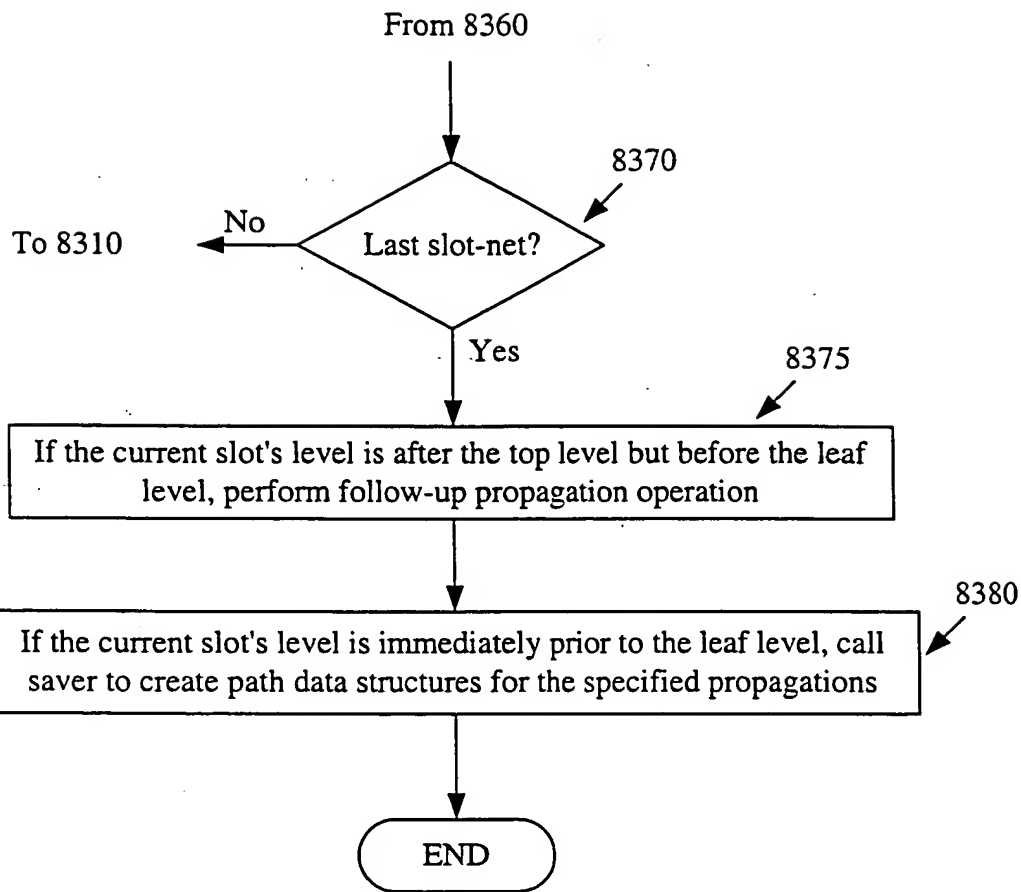 From 8360
8370
No
To 8310
Last slot-net?
Yes
8375
If the current slot's level is after the top level but before the leaf
level, perform follow-up propagation operation
8380
If the current slot's level is immediately prior to the leaf level, call
saver to create path data structures for the specified propagations
END